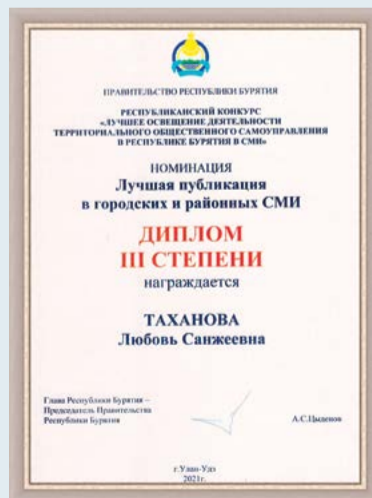 ПРАВИТЕЛЬСТВО РЕСПУБЛИКИ БУРЯТИЯ
РЕСПУБЛИКАНСКИЙ КОНКУРС
«ЛУЧШЕЕ ОСВЕЩЕНИЕ ДЕЯТЕЛЬНОСТИ
ТЕРРИТОРИАЛЬНОГО ОБЩЕСТВЕННОГО САМОУПРАВЛЕНИЯ
В РЕСПУБЛИКЕ БУРЯТИЯ В СМИ»
НОМИНАЦИЯ
Лучшая публикация
в городских и районных СМИ
ДИПЛОМ
III СТЕПЕНИ
награждается
ТАХАНОВА
Любовь Санжеевна
Глава Республики Бурятия –
Председатель Правительства
Республики Бурятия
А.С.Цыденов
г.Улан-Удэ
2021г.